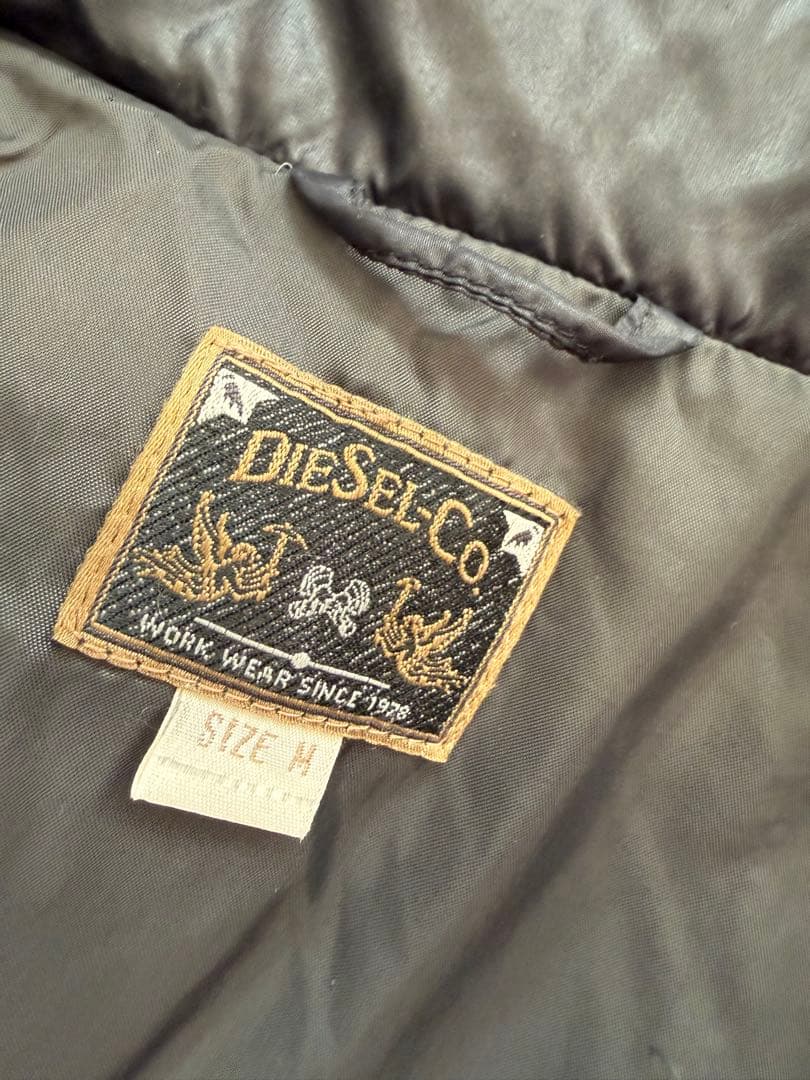 DIESEL-CO.
WORK WEAR SINCE 1978
SIZE M